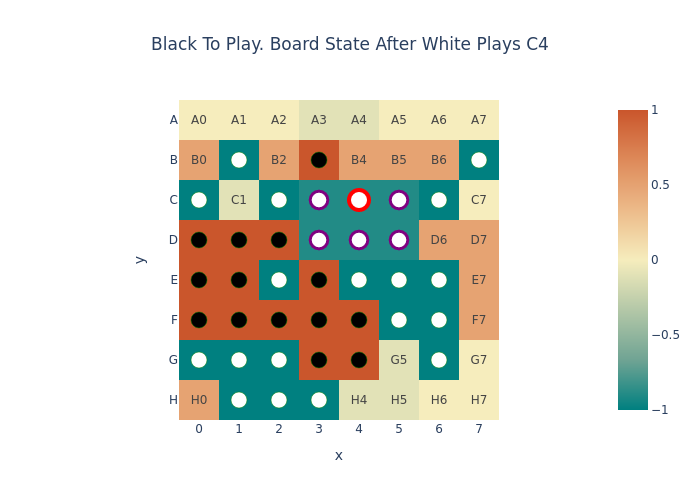 Black To Play. Board State After White Plays C4
A A0 A1 A2 A3 A4 A5 A6 A7
B B0 B2 B4 B5 B6
C C1 C7
D D6 D7
E E7
F F7
G G5 G7
H H0 H4 H5 H6 H7
0 1 2 3 4 5 6 7
x
y
1
0.5
0
−0.5
−1